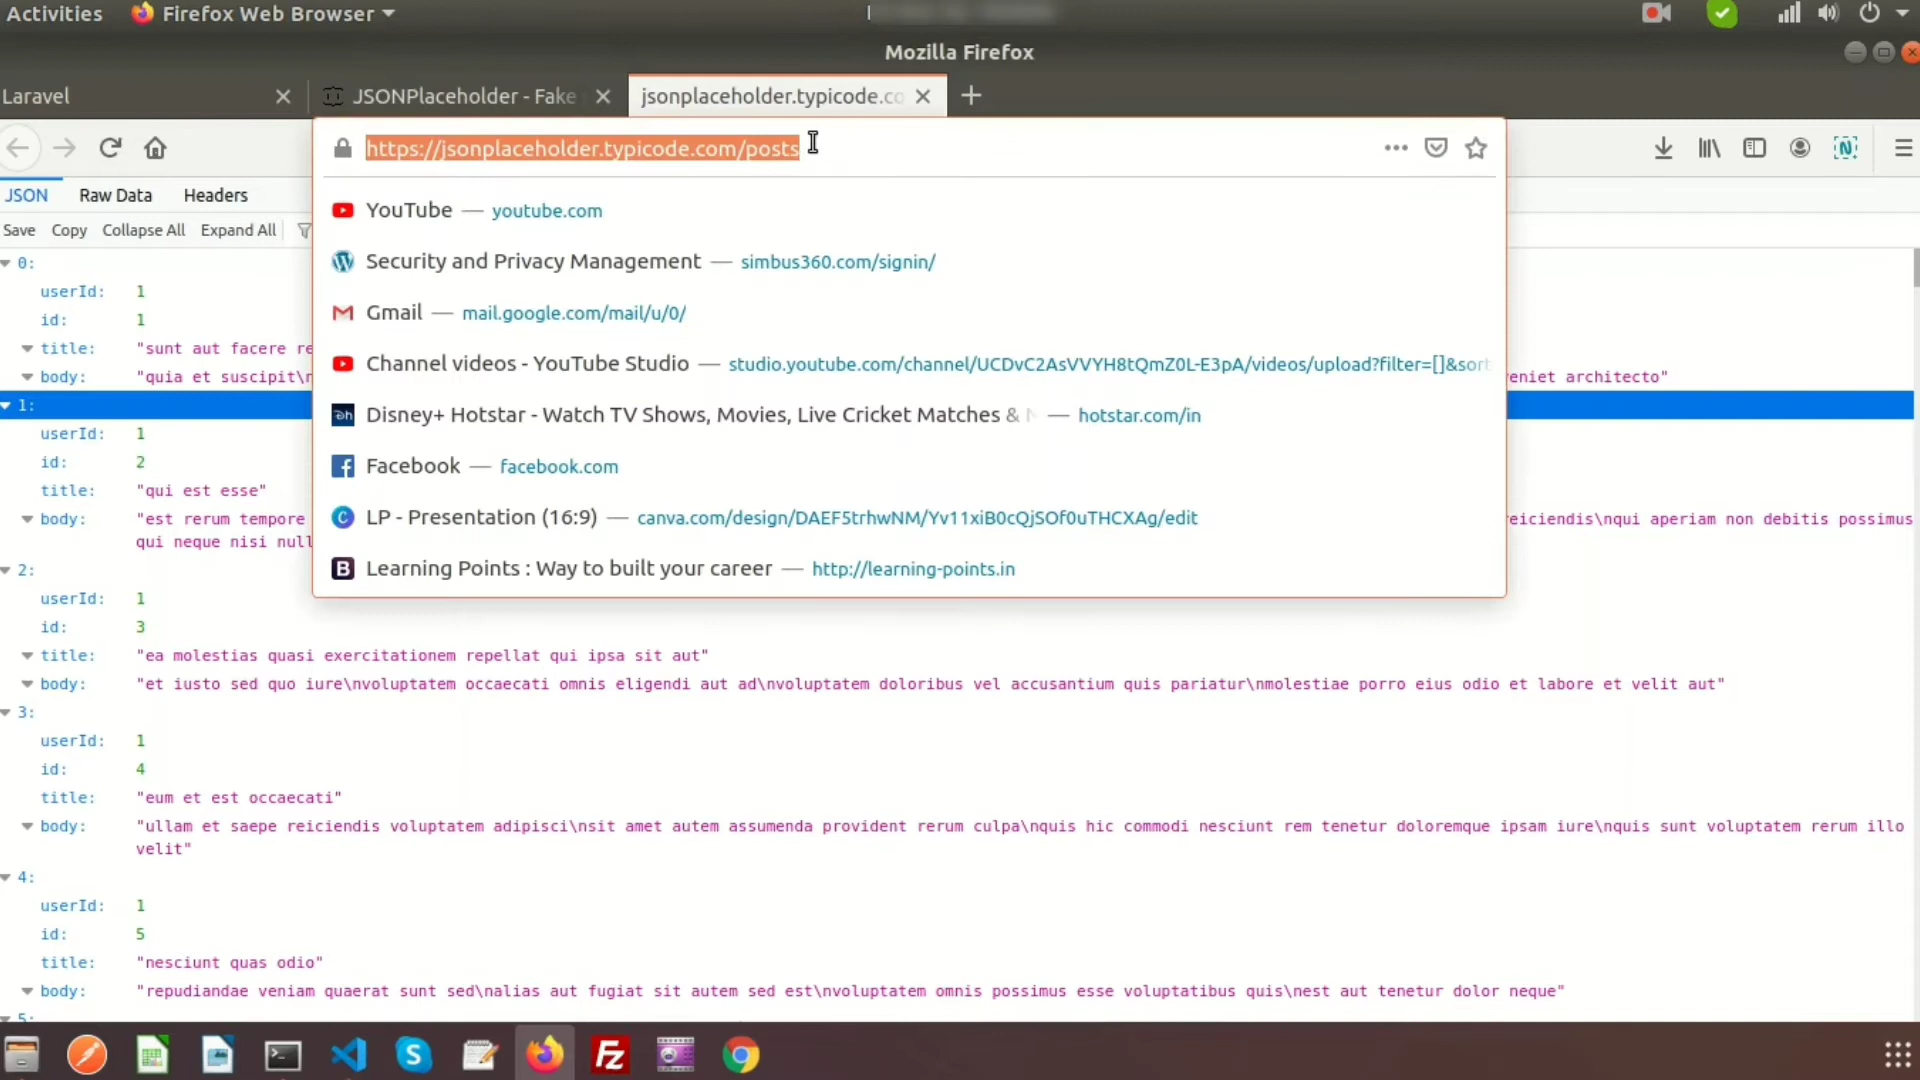 Activities Firefox Web Browser
Mozilla Firefox
Laravel JSONPlaceholder - Fake jsonplaceholder.typicode.co
https://jsonplaceholder.typicode.com/posts
JSON Raw Data Headers
YouTube — youtube.com
Save Copy Collapse All Expand All
Security and Privacy Management — simbus360.com/signin/
Gmail — mail.google.com/mail/u/0/
Channel videos - YouTube Studio — studio.youtube.com/channel/UCDvC2AsVVYH8tQmZ0L-E3pA/videos/upload?filter=[]&sort
Disney+ Hotstar - Watch TV Shows, Movies, Live Cricket Matches & — hotstar.com/in
Facebook — facebook.com
LP - Presentation (16:9) — canva.com/design/DAEF5trhwNM/Yv11xiB0cQjSOf0uTHCXAg/edit
Learning Points : Way to built your career — http://learning-points.in
0:
userId: 1
id: 1
title: "sunt aut facere re
body: "quia et suscipit\n eniet architecto"
1:
userId: 1
id: 2
title: "qui est esse"
body: "est rerum tempore eiciendis\nqui aperiam non debitis possimus
qui neque nisi nul
2:
userId: 1
id: 3
title: "ea molestias quasi exercitationem repellat qui ipsa sit aut"
body: "et iusto sed quo iure\nvoluptatem occaecati omnis eligendi aut ad\nvoluptatem doloribus vel accusantium quis pariatur\nmolestiae porro eius odio et labore et velit aut"
3:
userId: 1
id: 4
title: "eum et est occaecati"
body: "ullam et saepe reiciendis voluptatem adipisci\nsit amet autem assumenda provident rerum culpa\nquis hic commodi nesciunt rem tenetur doloremque ipsam iure\nquis sunt voluptatem rerum illo
velit"
4:
userId: 1
id: 5
title: "nesciunt quas odio"
body: "repudiandae veniam quaerat sunt sed\nalias aut fugiat sit autem sed est\nvoluptatem omnis possimus esse voluptatibus quis\nest aut tenetur dolor neque"
5: